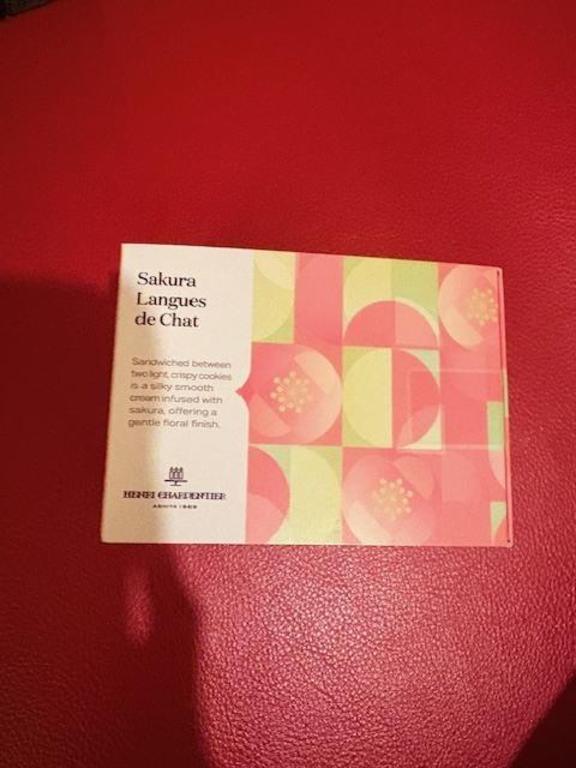 Sakura
Langues
de Chat
Sandwiched between
two light, crispy cookies
is a silky smooth
cream infused with
sakura, offering a
gentle floral finish.
HENRI CHARPENTIER
ASHIYA 1969